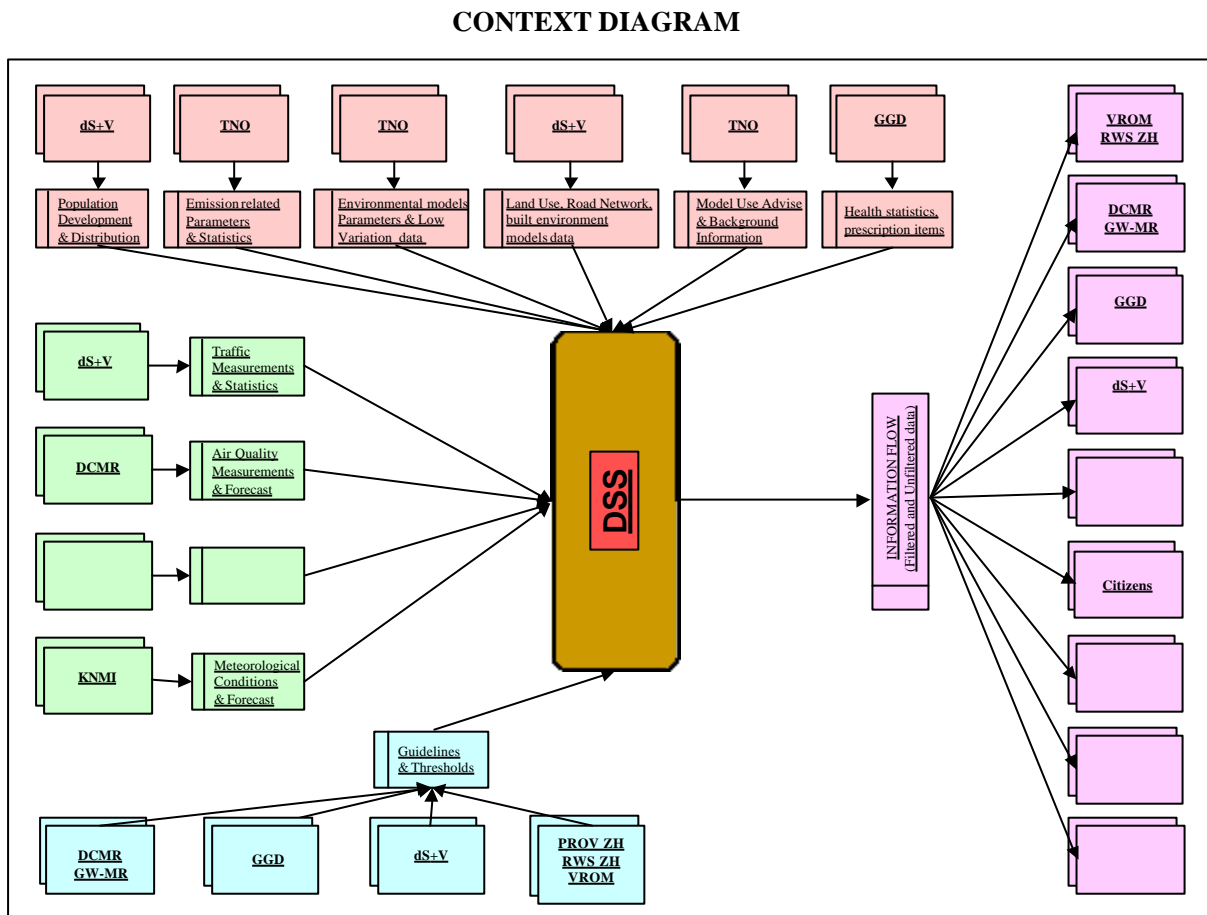 CONTEXT DIAGRAM
dS+V
TNO
TNO
dS+V
TNO
GGD
VROM
RWS ZH
Population
Development
& Distribution
Emission related
Parameters
& Statistics
Environmental models
Parameters & Low
Variation data
Land Use, Road Network,
built environment
models data
Model Use Advise
& Background
Information
Health statistics,
prescription items
DCMR
GW-MR
GGD
dS+V
Traffic
Measurements
& Statistics
dS+V
DCMR
Air Quality
Measurements
& Forecast
DSS
INFORMATION FLOW
(Filtered and Unfiltered data)
Citizens
KNMI
Meteorological
Conditions
& Forecast
Guidelines
& Thresholds
DCMR
GW-MR
GGD
dS+V
PROV ZH
RWS ZH
VROM